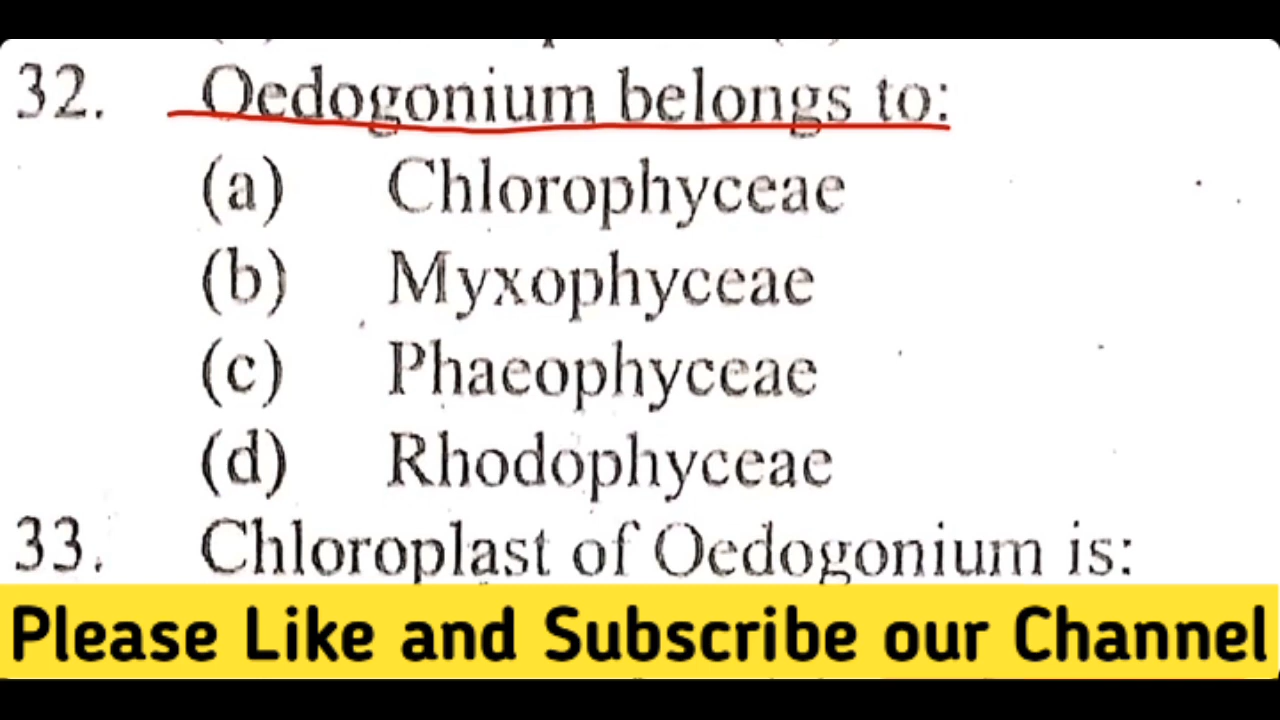 32. Oedogonium belongs to:
(a) Chlorophyceae
(b) Myxophyceae
(c) Phaeophyceae
(d) Rhodophyceae
33. Chloroplast of Oedogonium is:
Please Like and Subscribe our Channel